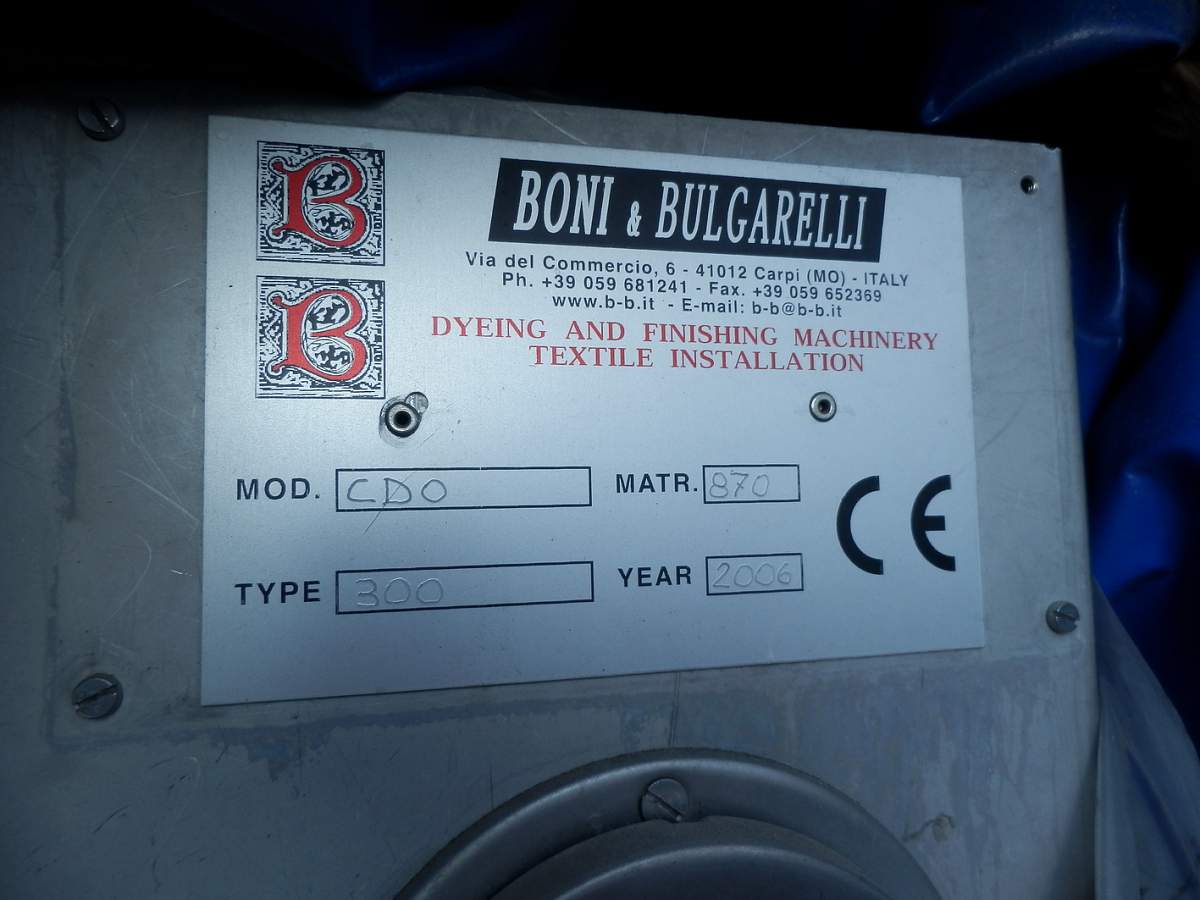 B
B
BONI & BULGARELLI
Via del Commercio, 6 - 41012 Carpi (MO) - ITALY
Ph. +39 059 681241 - Fax. +39 059 652369
www.b-b.it - E-mail: b-b@b-b.it
DYEING AND FINISHING MACHINERY
TEXTILE INSTALLATION
MOD. CDO MATR. 870
TYPE 300 YEAR 2006
CE